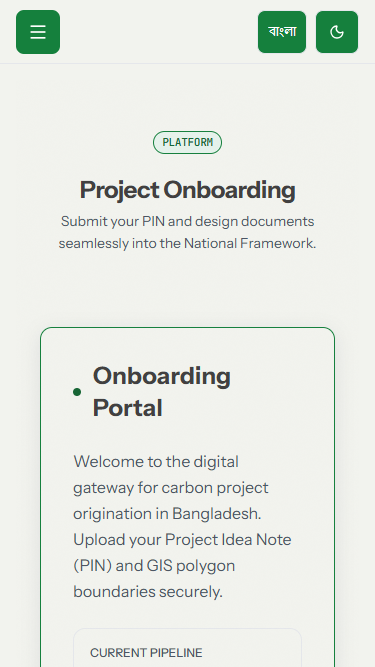 বাংলা
PLATFORM
Project Onboarding
Submit your PIN and design documents
seamlessly into the National Framework.
Onboarding
Portal
Welcome to the digital
gateway for carbon project
origination in Bangladesh.
Upload your Project Idea Note
(PIN) and GIS polygon
boundaries securely.
CURRENT PIPELINE